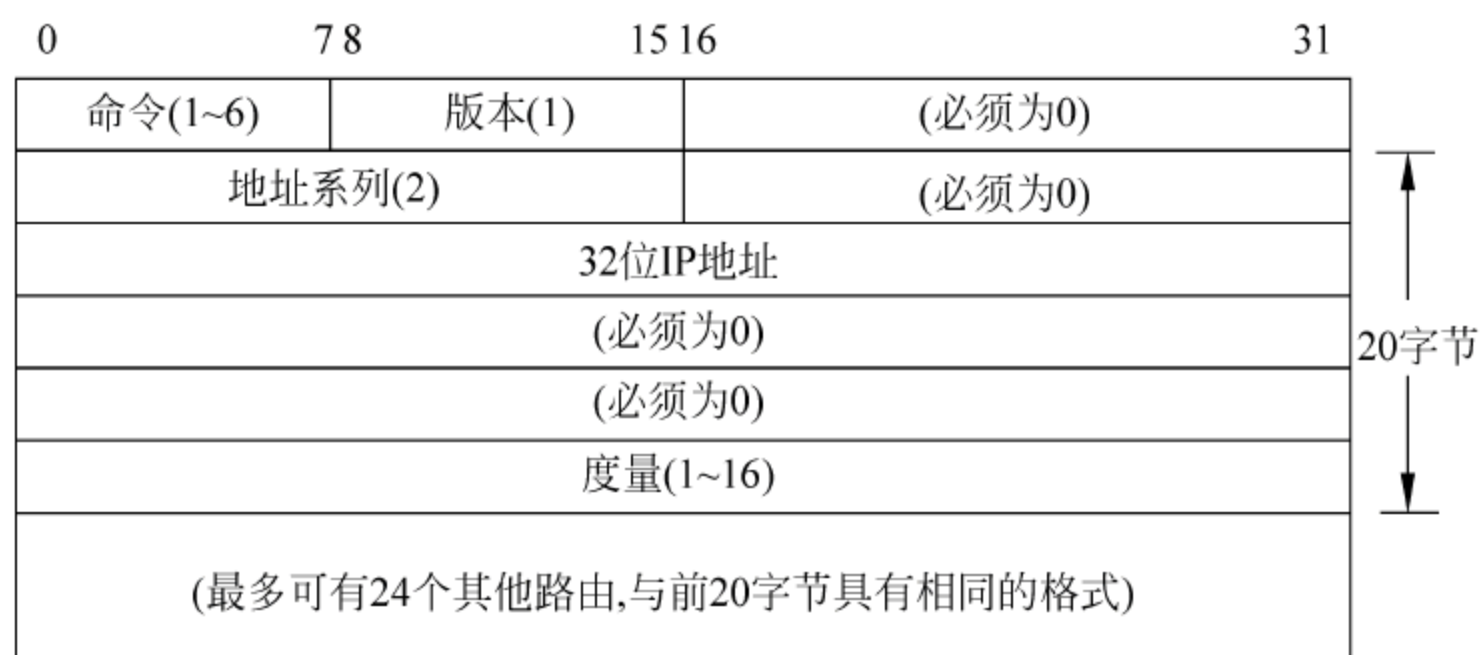 0 7 8 15 16 31
命令(1~6) 版本(1) (必须为0)
地址系列(2) (必须为0)
32位IP地址
(必须为0)
20字节
(必须为0)
度量(1~16)
(最多可有24个其他路由,与前20字节具有相同的格式)